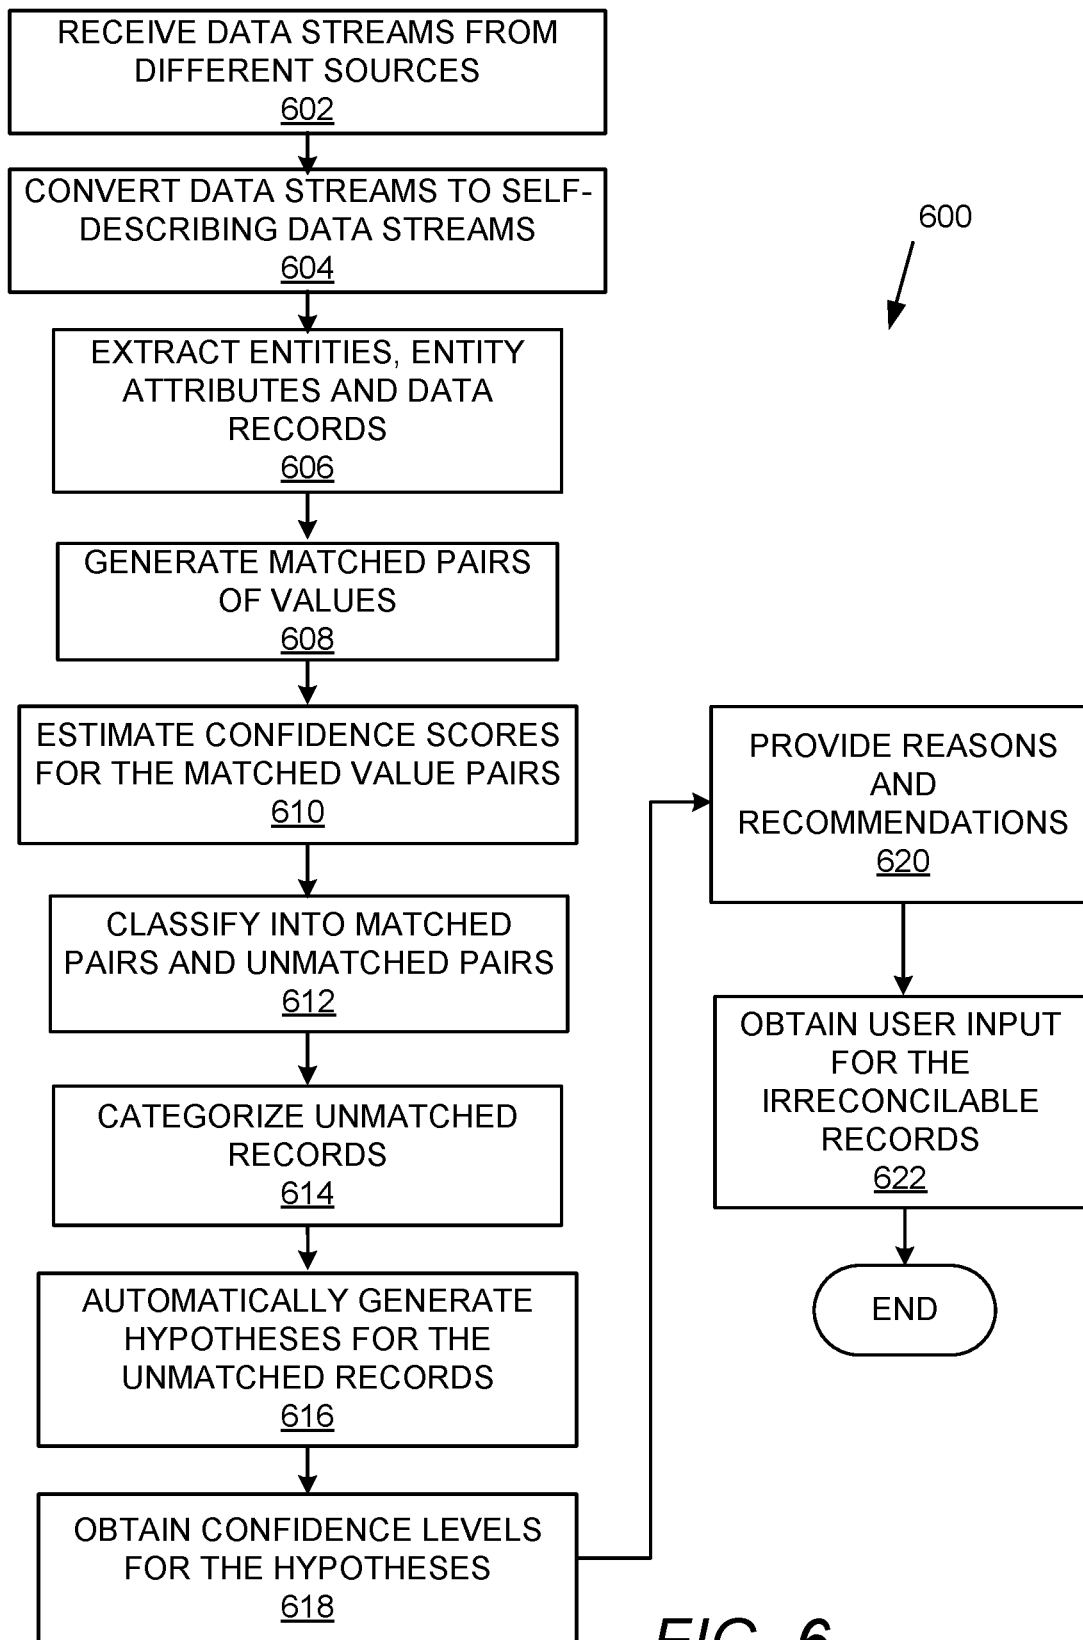 RECEIVE DATA STREAMS FROM
DIFFERENT SOURCES
602
CONVERT DATA STREAMS TO SELF-
DESCRIBING DATA STREAMS
604
600
EXTRACT ENTITIES, ENTITY
ATTRIBUTES AND DATA
RECORDS
606
GENERATE MATCHED PAIRS
OF VALUES
608
ESTIMATE CONFIDENCE SCORES
FOR THE MATCHED VALUE PAIRS
610
CLASSIFY INTO MATCHED
PAIRS AND UNMATCHED PAIRS
612
CATEGORIZE UNMATCHED
RECORDS
614
AUTOMATICALLY GENERATE
HYPOTHESES FOR THE
UNMATCHED RECORDS
616
OBTAIN CONFIDENCE LEVELS
FOR THE HYPOTHESES
618
PROVIDE REASONS
AND
RECOMMENDATIONS
620
OBTAIN USER INPUT
FOR THE
IRRECONCILABLE
RECORDS
622
END
FIG. 6